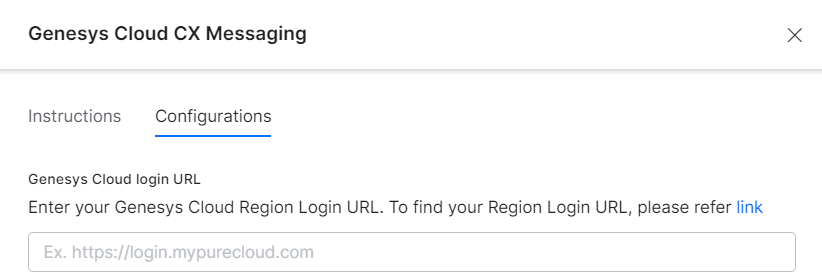 Genesys Cloud CX Messaging
Instructions Configurations
Genesys Cloud login URL
Enter your Genesys Cloud Region Login URL. To find your Region Login URL, please refer link
Ex. https://login.mypurecloud.com